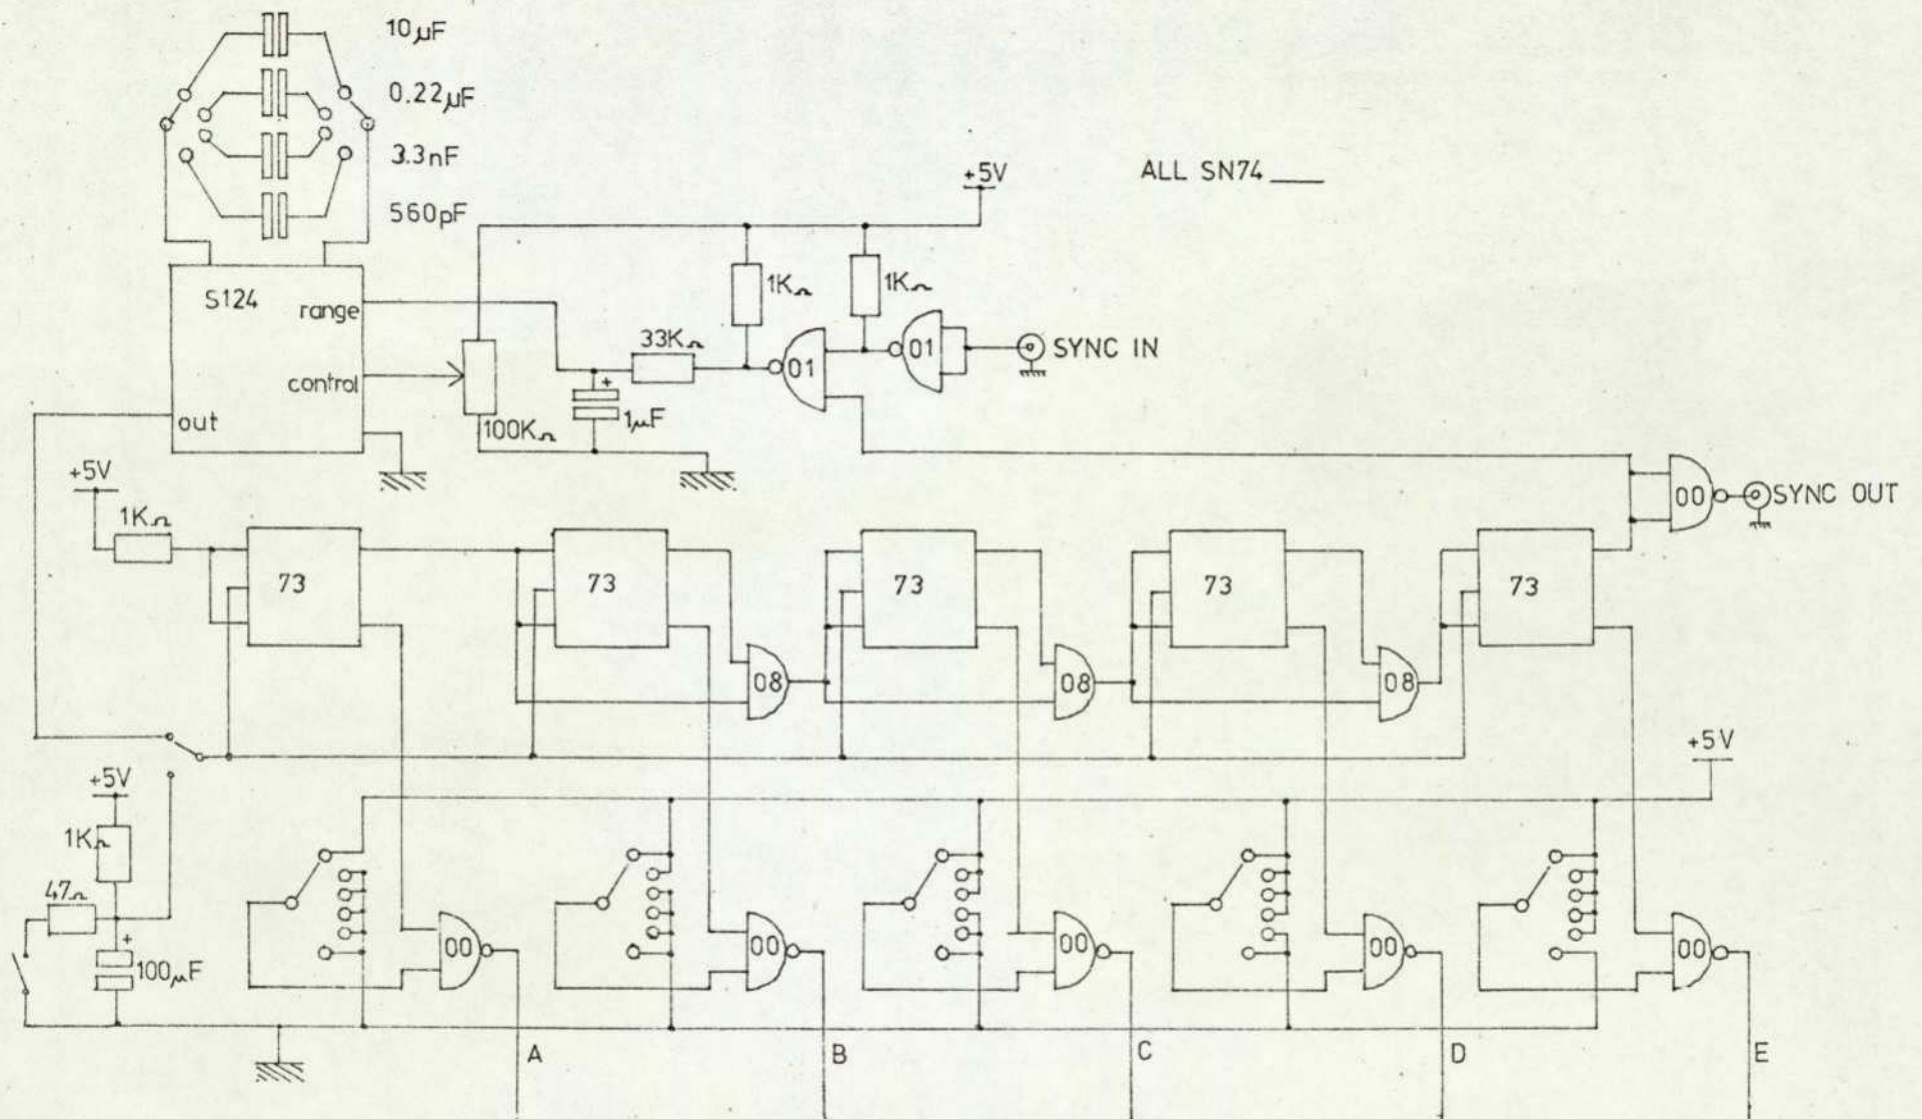 10µF
0.22µF
3.3nF
560pF
+5V
ALL SN74 ___
S124
range
control
out
1KΩ
1KΩ
33KΩ
01
01
SYNC IN
+
1µF
100KΩ
+5V
1KΩ
00
SYNC OUT
73
73
73
73
73
08
08
08
+5V
+5V
1KΩ
47Ω
+
100µF
00
00
00
00
00
A
B
C
D
E